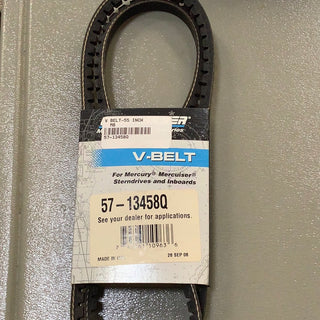 V BELT-55 INCH
57-13458Q
V-BELT
For Mercury® Mercruiser®
Sterndrives and Inboards
57-13458Q
See your dealer for applications.
MADE IN
28 SEP 08